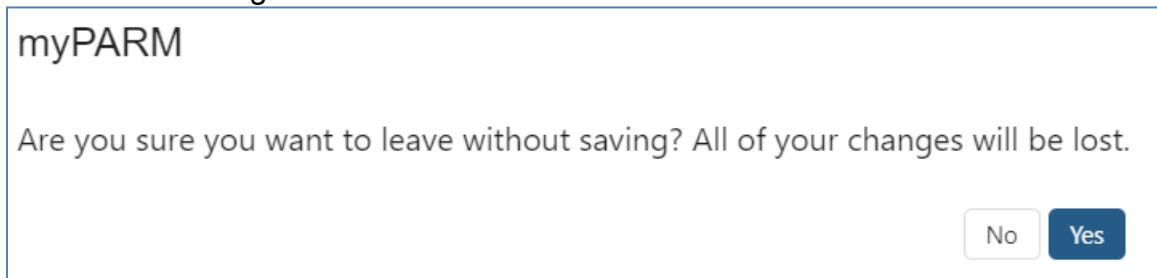 myPARM
Are you sure you want to leave without saving? All of your changes will be lost.
No Yes